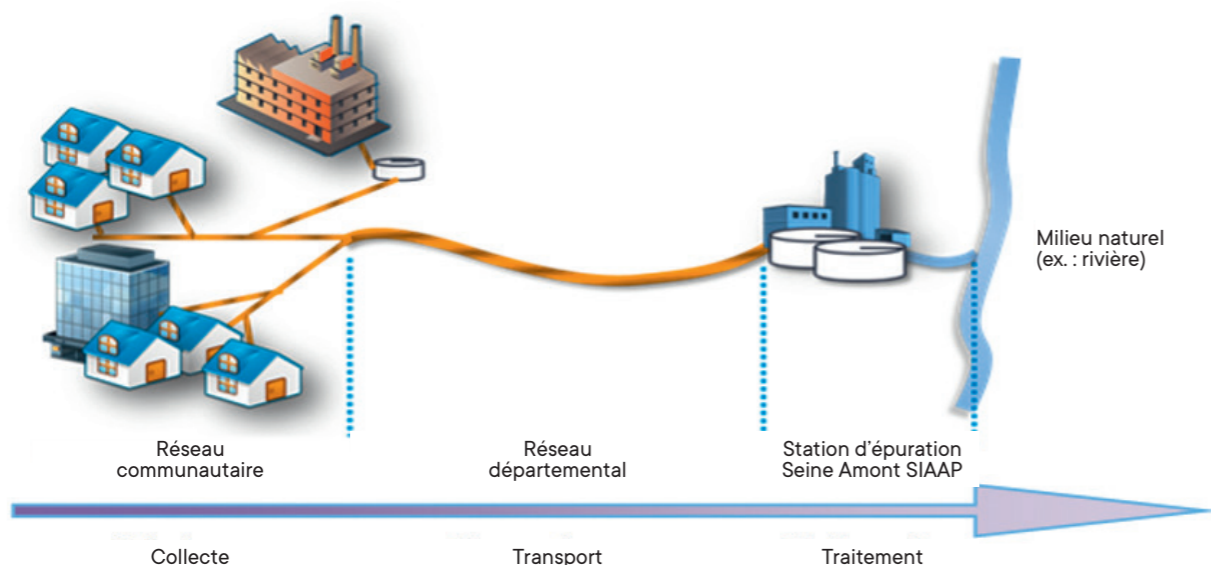 Milieu naturel
(ex. : rivière)
Réseau
communautaire
Réseau
départemental
Station d'épuration
Seine Amont SIAAP
Collecte
Transport
Traitement